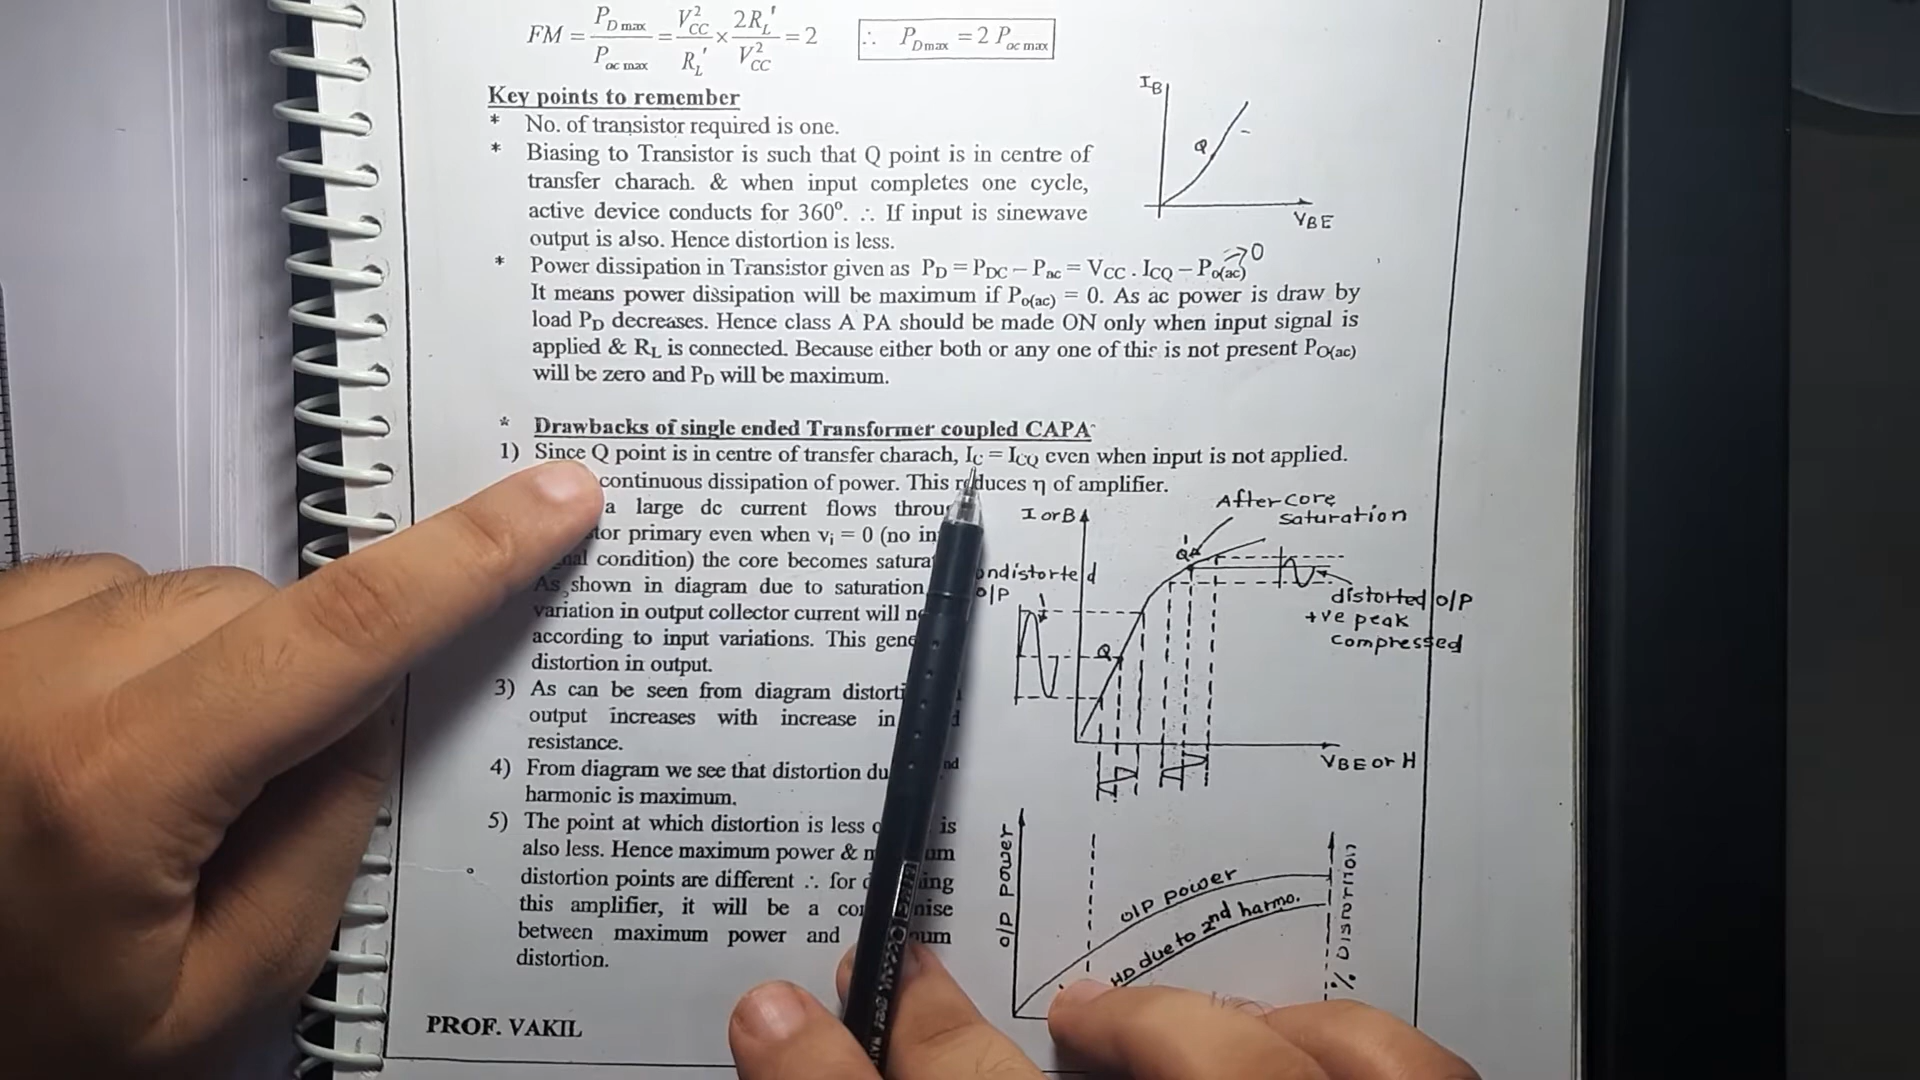 FM = P_D max / P_ac max = V²_CC / R_L' × 2R_L' / V²_CC = 2   ∴ P_Dmax = 2 P_ac max
Key points to remember
* No. of transistor required is one.
* Biasing to Transistor is such that Q point is in centre of
transfer charach. & when input completes one cycle,
active device conducts for 360°. ∴ If input is sinewave
output is also. Hence distortion is less.
I_B
Q
V_BE
* Power dissipation in Transistor given as P_D = P_DC – P_ac = V_CC . I_CQ – P_o(ac) → 0
It means power dissipation will be maximum if P_o(ac) = 0. As ac power is draw by
load P_D decreases. Hence class A PA should be made ON only when input signal is
applied & R_L is connected. Because either both or any one of this is not present P_O(ac)
will be zero and P_D will be maximum.
* Drawbacks of single ended Transformer coupled CAPA
1) Since Q point is in centre of transfer charach, I_C = I_CQ even when input is not applied.
continuous dissipation of power. This reduces η of amplifier.
a large dc current flows
primary even when v_i = 0 (no
condition) the core becomes
As shown in diagram due to saturation
variation in output collector current will
according to input variations. This
distortion in output.
3) As can be seen from diagram
output increases with increase in
resistance.
4) From diagram we see that distortion
nd
harmonic is maximum.
5) The point at which distortion is less is
also less. Hence maximum power &
distortion points are different ∴ for
this amplifier, it will be a
between maximum power and
distortion.
I or B
After core
saturation
Q
undistorted
o/p
distorted o/p
+ve peak
compressed
Q
V_BE or H
O/P power
O/P power
HD due to 2nd harmo.
% Distortion
PROF. VAKIL